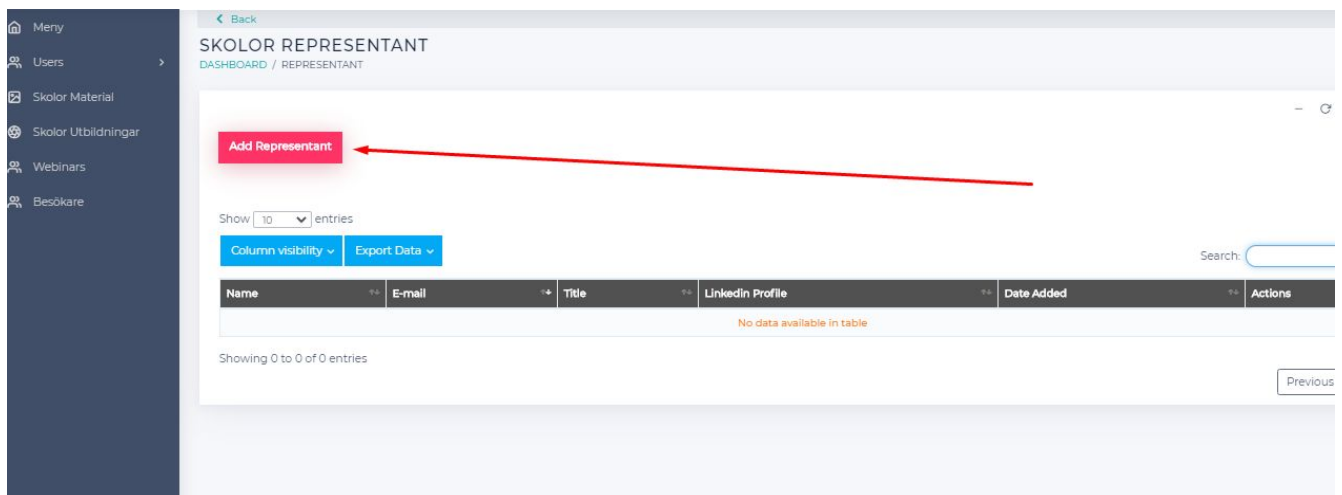 Back
Meny
SKOLOR REPRESENTANT
Users
DASHBOARD / REPRESENTANT
Skolor Material
Skolor Utbildningar
Add Representant
Webinars
Besökare
Show 10 entries
Column visibility Export Data
Search:
Name E-mail Title Linkedin Profile Date Added Actions
No data available in table
Showing 0 to 0 of 0 entries
Previous